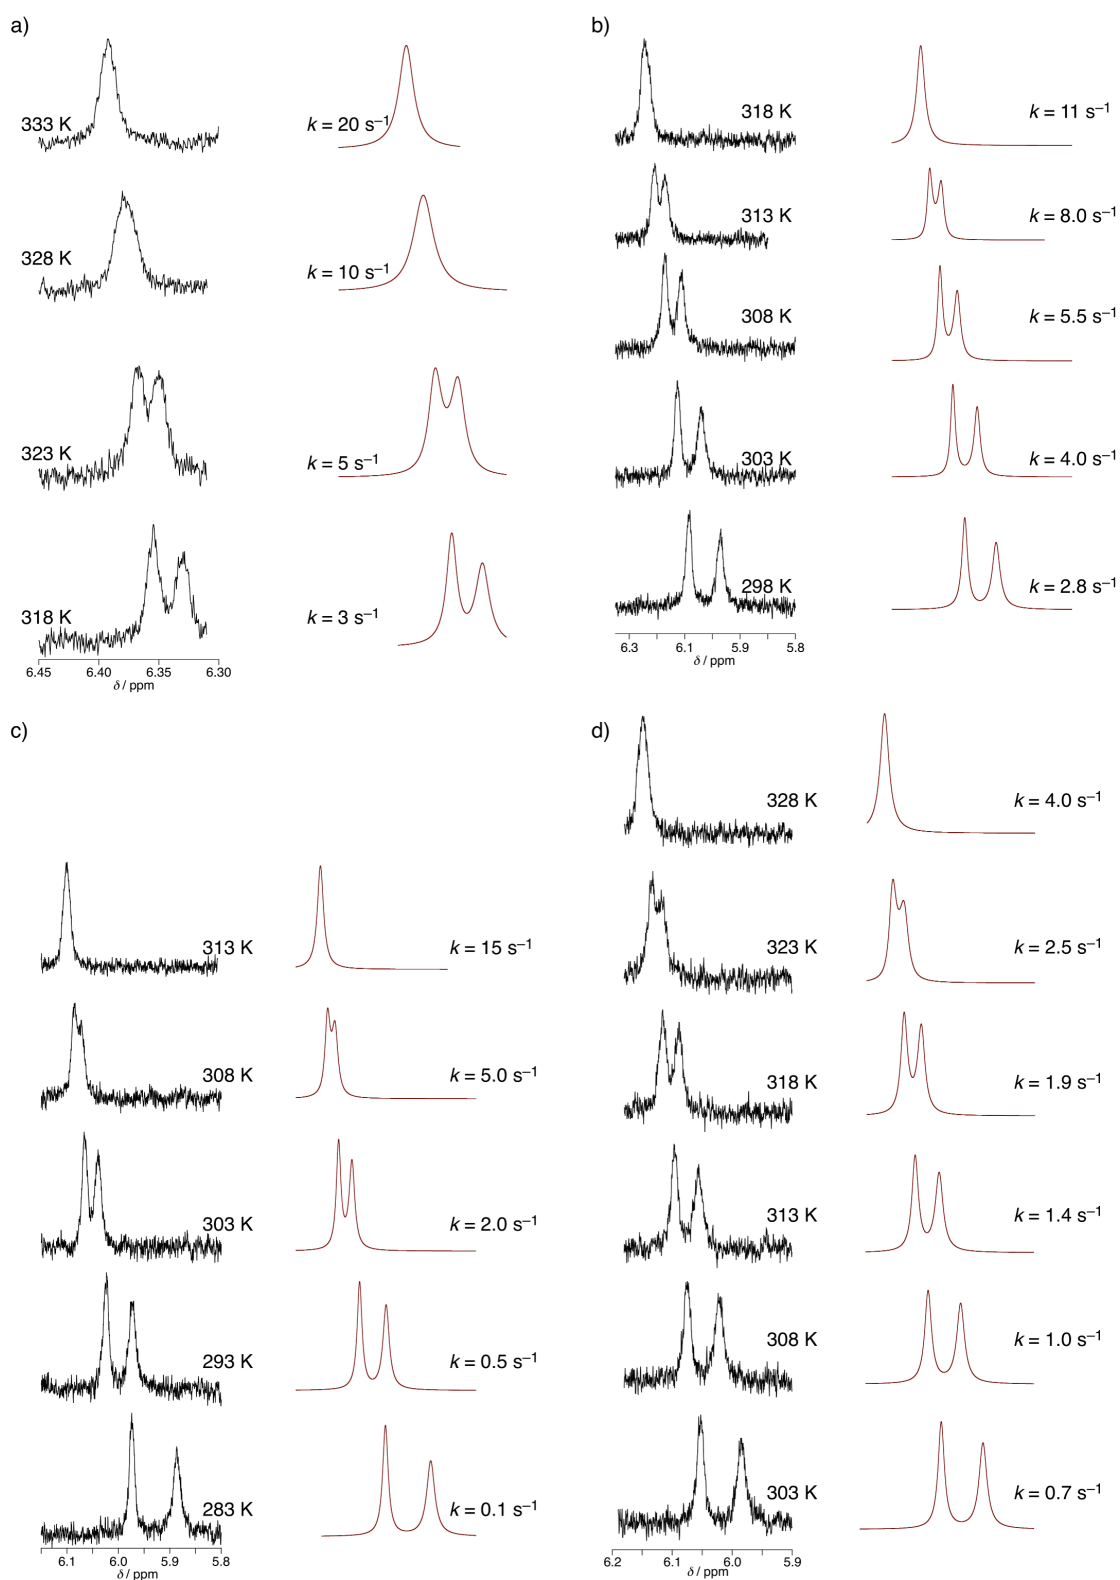 a)
333 K
k = 20 s⁻¹
328 K
k = 10 s⁻¹
323 K
k = 5 s⁻¹
318 K
k = 3 s⁻¹
6.45 6.40 6.35 6.30
δ / ppm
b)
318 K
k = 11 s⁻¹
313 K
k = 8.0 s⁻¹
308 K
k = 5.5 s⁻¹
303 K
k = 4.0 s⁻¹
298 K
k = 2.8 s⁻¹
6.3 6.1 5.9 5.8
δ / ppm
c)
313 K
k = 15 s⁻¹
308 K
k = 5.0 s⁻¹
303 K
k = 2.0 s⁻¹
293 K
k = 0.5 s⁻¹
283 K
k = 0.1 s⁻¹
6.1 6.0 5.9 5.8
δ / ppm
d)
328 K
k = 4.0 s⁻¹
323 K
k = 2.5 s⁻¹
318 K
k = 1.9 s⁻¹
313 K
k = 1.4 s⁻¹
308 K
k = 1.0 s⁻¹
303 K
k = 0.7 s⁻¹
6.2 6.1 6.0 5.9
δ / ppm